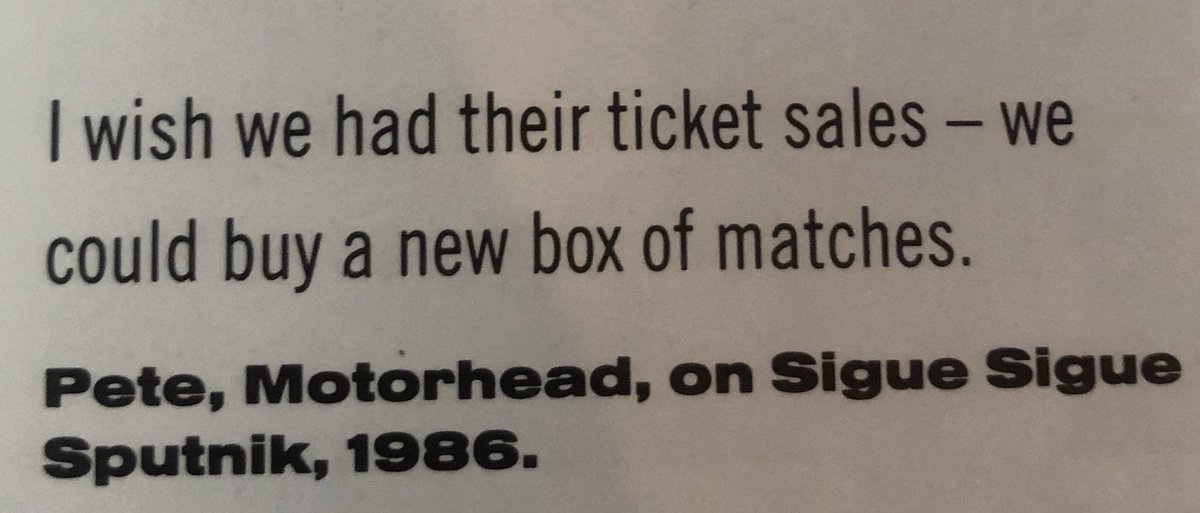 I wish we had their ticket sales – we
could buy a new box of matches.
Pete, Motorhead, on Sigue Sigue
Sputnik, 1986.